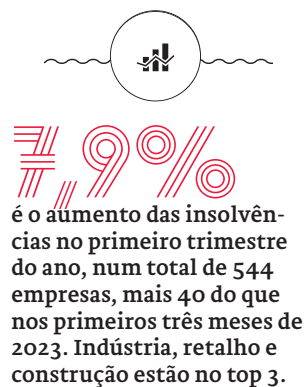 7,9%
é o aumento das insolvên-
cias no primeiro trimestre
do ano, num total de 544
empresas, mais 40 do que
nos primeiros três meses de
2023. Indústria, retalho e
construção estão no top 3.